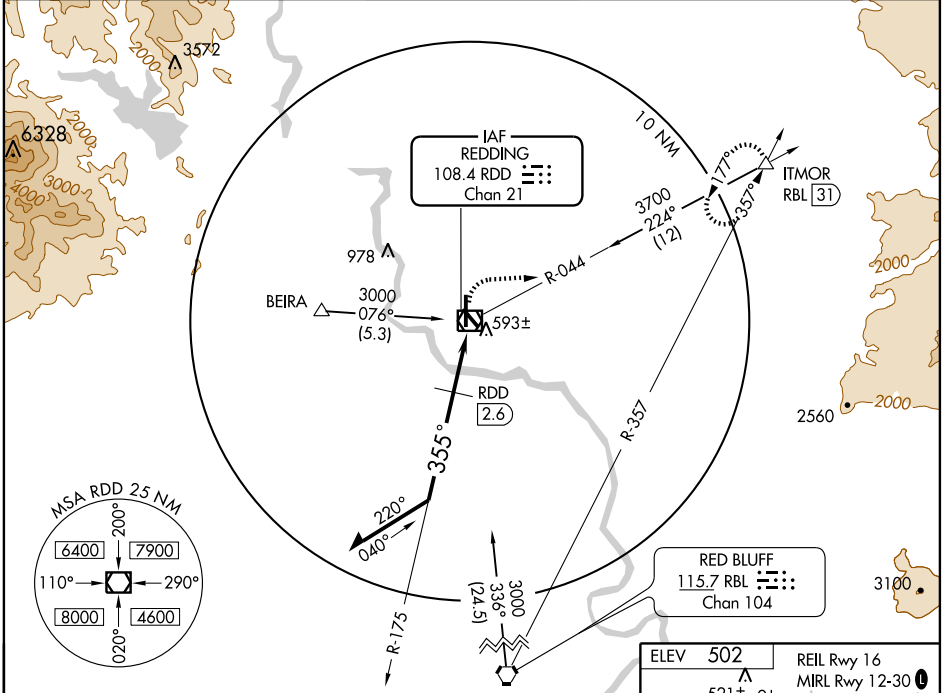 3572
2000
6328
2000
4000
3000
IAF
REDDING
108.4 RDD
Chan 21
10 NM
177°
357°
ITMOR
RBL 31
3700
224°
(12)
R-044
978
BEIRA
3000
076°
(5.3)
593±
2000
RDD
2.6
R-357
2560
2000
355°
220°
040°
MSA RDD 25 NM
200°
6400
7900
110°
290°
8000
4600
020°
R-175
3000
336°
(24.5)
RED BLUFF
115.7 RBL
Chan 104
3100
ELEV 502
REIL Rwy 16
MIRL Rwy 12-30 L